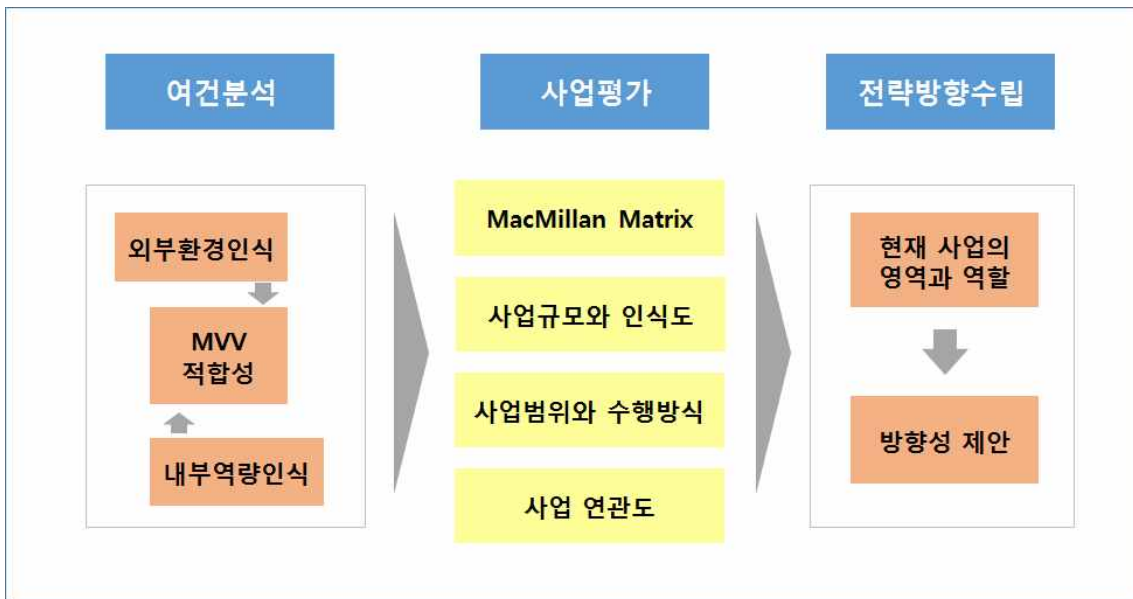 여건분석
사업평가
전략방향수립
외부환경인식
MVV
적합성
내부역량인식
MacMillan Matrix
사업규모와 인식도
사업범위와 수행방식
사업 연관도
현재 사업의
영역과 역할
방향성 제안